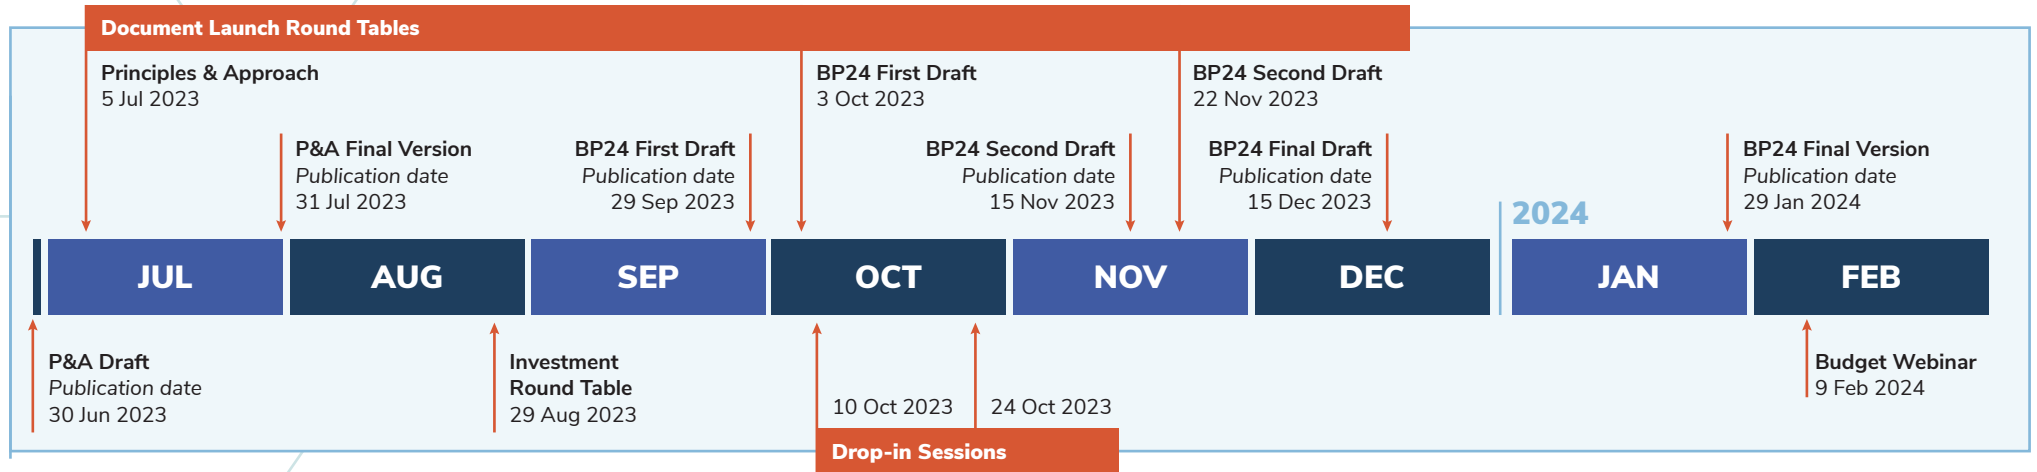 Document Launch Round Tables
Principles & Approach
5 Jul 2023
BP24 First Draft
3 Oct 2023
BP24 Second Draft
22 Nov 2023
P&A Final Version
Publication date
31 Jul 2023
BP24 First Draft
Publication date
29 Sep 2023
BP24 Second Draft
Publication date
15 Nov 2023
BP24 Final Draft
Publication date
15 Dec 2023
BP24 Final Version
Publication date
29 Jan 2024
2024
JUL
AUG
SEP
OCT
NOV
DEC
JAN
FEB
P&A Draft
Publication date
30 Jun 2023
Investment
Round Table
29 Aug 2023
10 Oct 2023
24 Oct 2023
Drop-in Sessions
Budget Webinar
9 Feb 2024